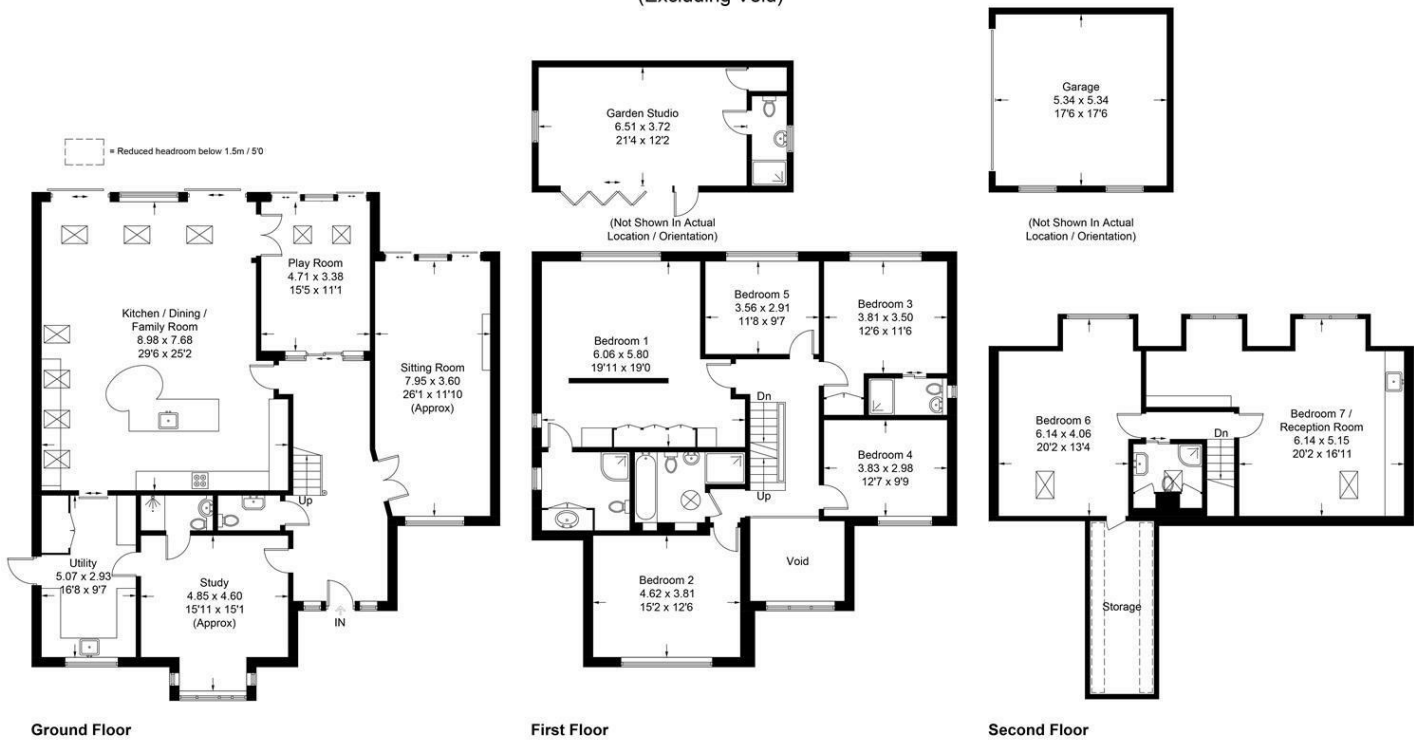 (Excluding Void)
= Reduced headroom below 1.5m / 5'0
Kitchen / Dining /
Family Room
8.98 x 7.68
29'6 x 25'2
Play Room
4.71 x 3.38
15'5 x 11'1
Sitting Room
7.95 x 3.60
26'1 x 11'10
(Approx)
Up
Utility
5.07 x 2.93
16'8 x 9'7
Study
4.85 x 4.60
15'11 x 15'1
(Approx)
IN
Ground Floor
Garden Studio
6.51 x 3.72
21'4 x 12'2
(Not Shown In Actual
Location / Orientation)
Bedroom 1
6.06 x 5.80
19'11 x 19'0
Bedroom 5
3.56 x 2.91
11'8 x 9'7
Bedroom 3
3.81 x 3.50
12'6 x 11'6
Dn
Bedroom 4
3.83 x 2.98
12'7 x 9'9
Up
Void
Bedroom 2
4.62 x 3.81
15'2 x 12'6
First Floor
Garage
5.34 x 5.34
17'6 x 17'6
(Not Shown In Actual
Location / Orientation)
Bedroom 6
6.14 x 4.06
20'2 x 13'4
Dn
Bedroom 7 /
Reception Room
6.14 x 5.15
20'2 x 16'11
Storage
Second Floor